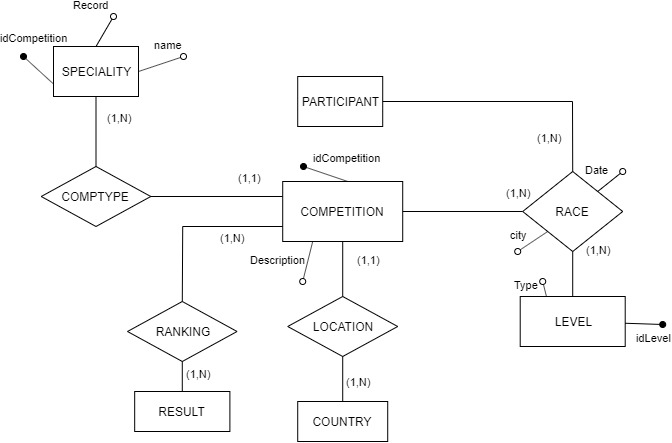 Record
idCompetition
name
SPECIALITY
(1,N)
PARTICIPANT
(1,N)
idCompetition
Date
COMPTYPE
(1,1)
(1,N)
COMPETITION
RACE
(1,N)
city
(1,N)
Description
(1,1)
Type
RANKING
LOCATION
LEVEL
idLevel
(1,N)
(1,N)
RESULT
COUNTRY